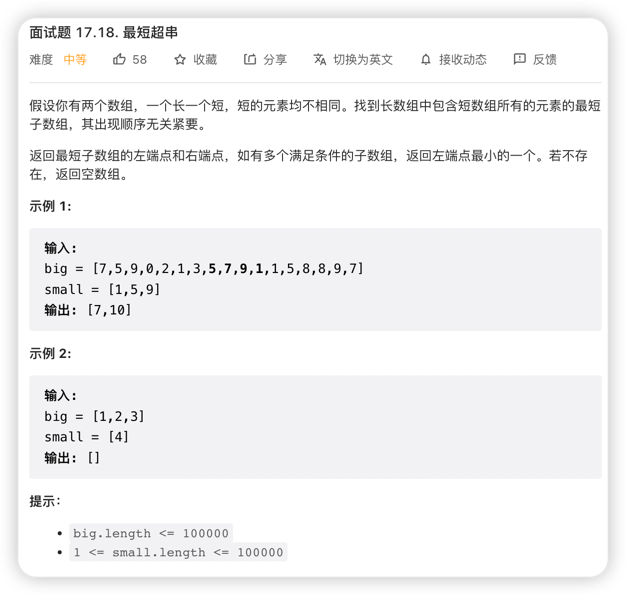 面试题 17.18. 最短超串
难度 中等 58 收藏 分享 切换为英文 接收动态 反馈
假设你有两个数组，一个长一个短，短的元素均不相同。找到长数组中包含短数组所有的元素的最短
子数组，其出现顺序无关紧要。
返回最短子数组的左端点和右端点，如有多个满足条件的子数组，返回左端点最小的一个。若不存
在，返回空数组。
示例 1:
输入:
big = [7,5,9,0,2,1,3,5,7,9,1,1,5,8,8,9,7]
small = [1,5,9]
输出: [7,10]
示例 2:
输入:
big = [1,2,3]
small = [4]
输出: []
提示：
• big.length <= 100000
• 1 <= small.length <= 100000